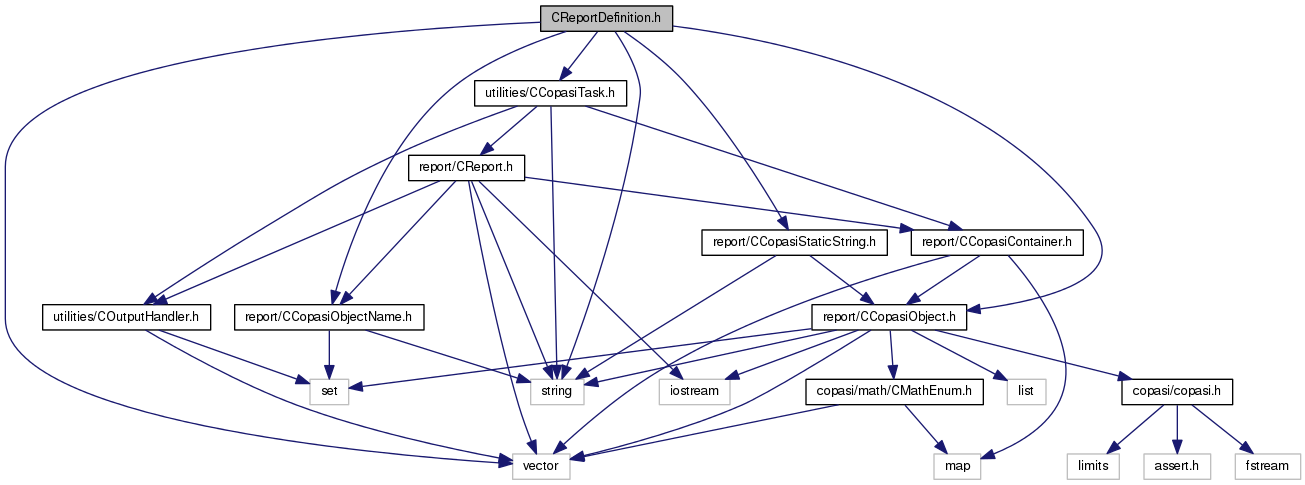 CReportDefinition.h
utilities/CCopasiTask.h
report/CReport.h
report/CCopasiStaticString.h
report/CCopasiContainer.h
utilities/COutputHandler.h
report/CCopasiObjectName.h
report/CCopasiObject.h
set
string
iostream
copasi/math/CMathEnum.h
list
copasi/copasi.h
vector
map
limits
assert.h
fstream